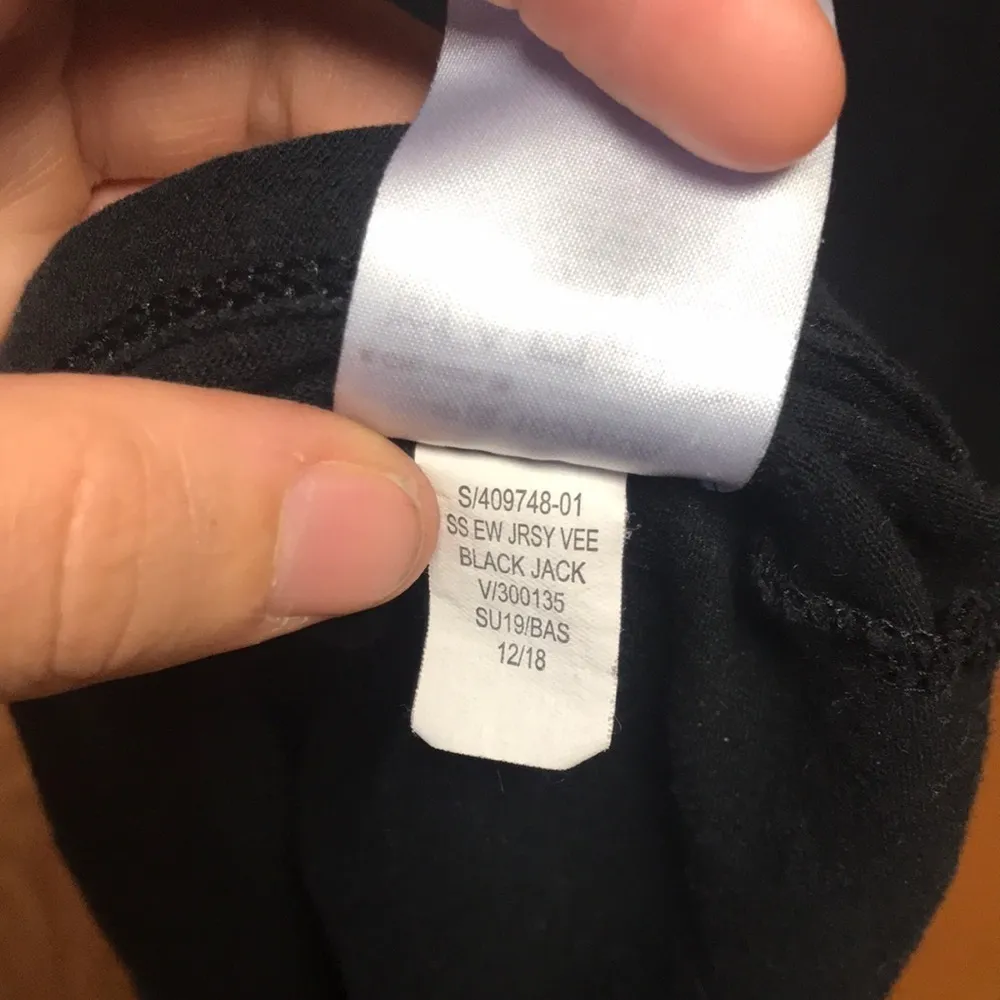 S/409748-01
SS EW JRSY VEE
BLACK JACK
V/300135
SU19/BAS
12/18